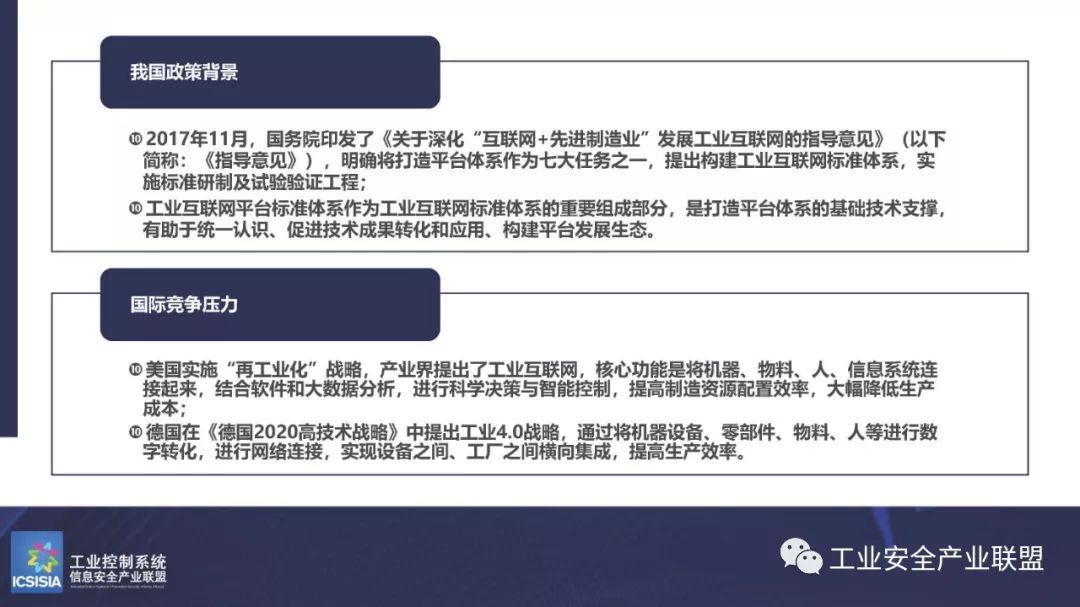 我国政策背景
⑩ 2017年11月，国务院印发了《关于深化“互联网+先进制造业”发展工业互联网的指导意见》（以下
简称：《指导意见》），明确将打造平台体系作为七大任务之一，提出构建工业互联网标准体系，实
施标准研制及试验验证工程；
⑩ 工业互联网平台标准体系作为工业互联网标准体系的重要组成部分，是打造平台体系的基础技术支撑，
有助于统一认识、促进技术成果转化和应用、构建平台发展生态。
国际竞争压力
⑩ 美国实施“再工业化”战略，产业界提出了工业互联网，核心功能是将机器、物料、人、信息系统连
接起来，结合软件和大数据分析，进行科学决策与智能控制，提高制造资源配置效率，大幅降低生产
成本；
⑩ 德国在《德国2020高技术战略》中提出工业4.0战略，通过将机器设备、零部件、物料、人等进行数
字转化，进行网络连接，实现设备之间、工厂之间横向集成，提高生产效率。
ICSISIA
工业控制系统
信息安全产业联盟
工业安全产业联盟